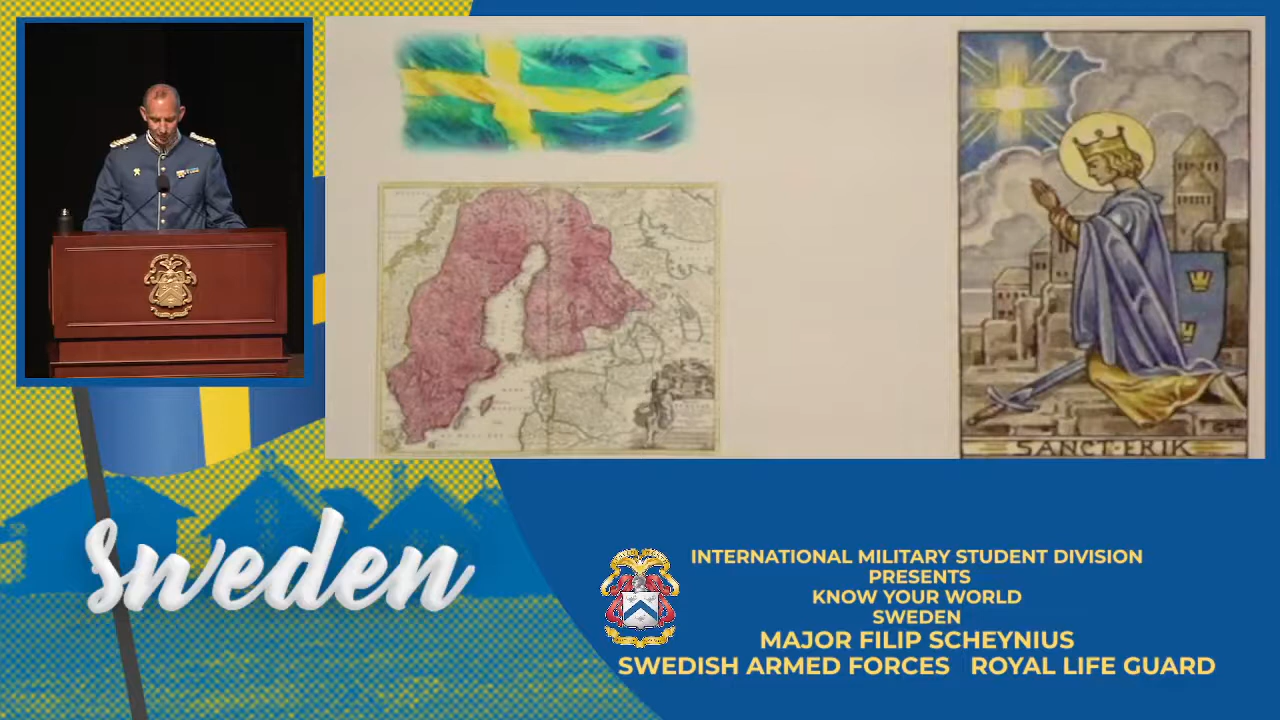 SANCT·ERIK
Sweden
INTERNATIONAL MILITARY STUDENT DIVISION
PRESENTS
KNOW YOUR WORLD
SWEDEN
MAJOR FILIP SCHEYNIUS
SWEDISH ARMED FORCES ROYAL LIFE GUARD